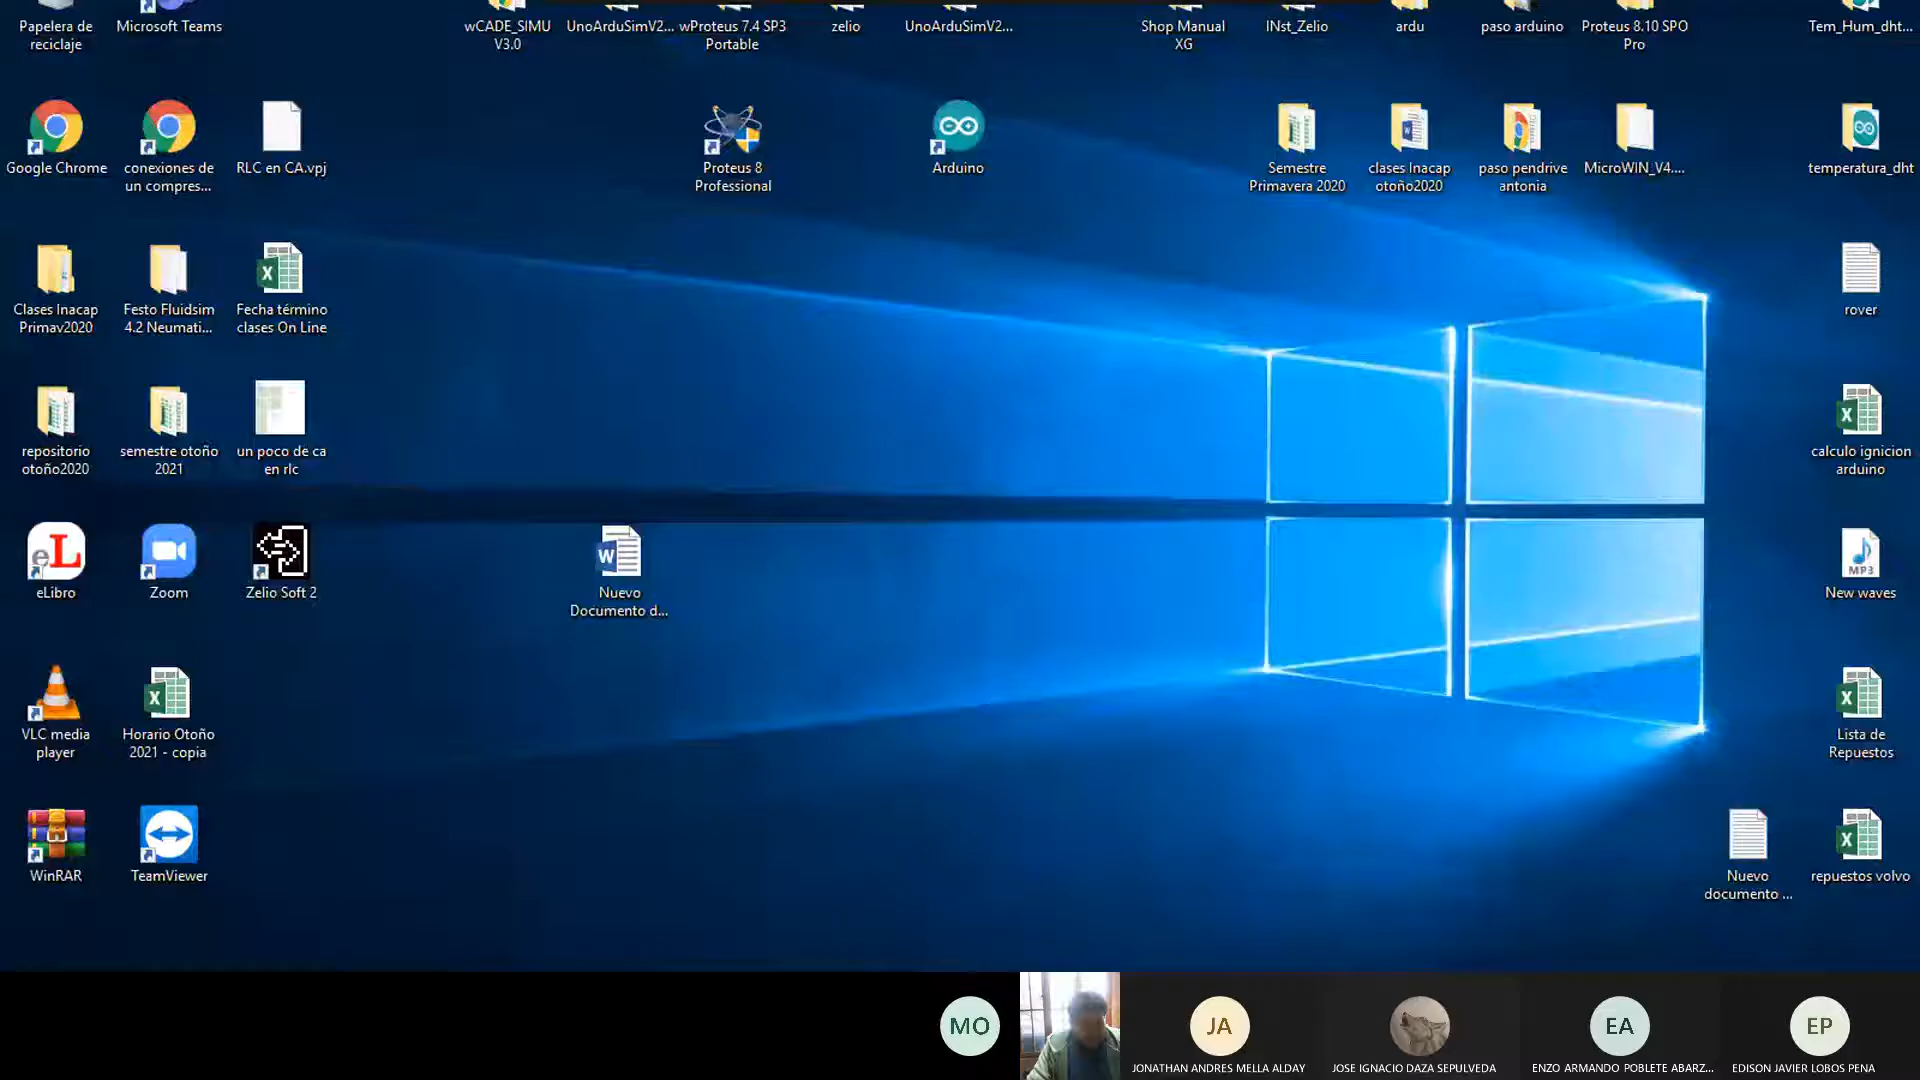 Papelera de
reciclaje
Microsoft Teams
wCADE_SIMU
V3.0
UnoArduSimV2...
wProteus 7.4 SP3
Portable
zelio
UnoArduSimV2...
Shop Manual
XG
INst_Zelio
ardu
paso arduino
Proteus 8.10 SPO
Pro
Tem_Hum_dht...
Google Chrome
conexiones de
un compres...
RLC en CA.vpj
Proteus 8
Professional
Arduino
Semestre
Primavera 2020
clases Inacap
otoño2020
paso pendrive
antonia
MicroWIN_V4....
temperatura_dht
Clases Inacap
Primav2020
Festo Fluidsim
4.2 Neumati...
Fecha término
clases On Line
rover
repositorio
otoño2020
semestre otoño
2021
un poco de ca
en rlc
calculo ignicion
arduino
eL
eLibro
Zoom
Zelio Soft 2
W
Nuevo
Documento d...
MP3
New waves
VLC media
player
Horario Otoño
2021 - copia
Lista de
Repuestos
WinRAR
TeamViewer
Nuevo
documento ...
repuestos volvo
MO
JA
JONATHAN ANDRES MELLA ALDAY
JOSE IGNACIO DAZA SEPULVEDA
EA
ENZO ARMANDO POBLETE ABARZ...
EP
EDISON JAVIER LOBOS PENA